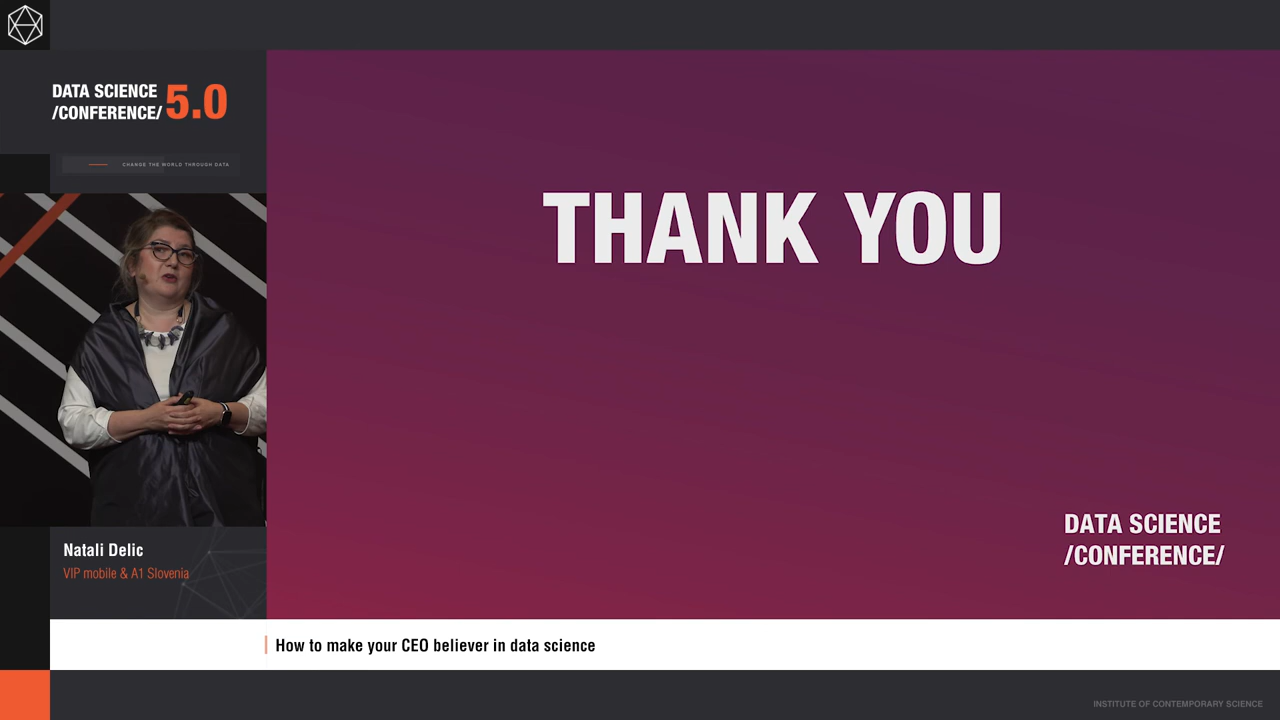 DATA SCIENCE
/CONFERENCE/ 5.0
CHANGE THE WORLD THROUGH DATA
THANK YOU
DATA SCIENCE
/CONFERENCE/
Natali Delic
VIP mobile & A1 Slovenia
How to make your CEO believer in data science
INSTITUTE OF CONTEMPORARY SCIENCE